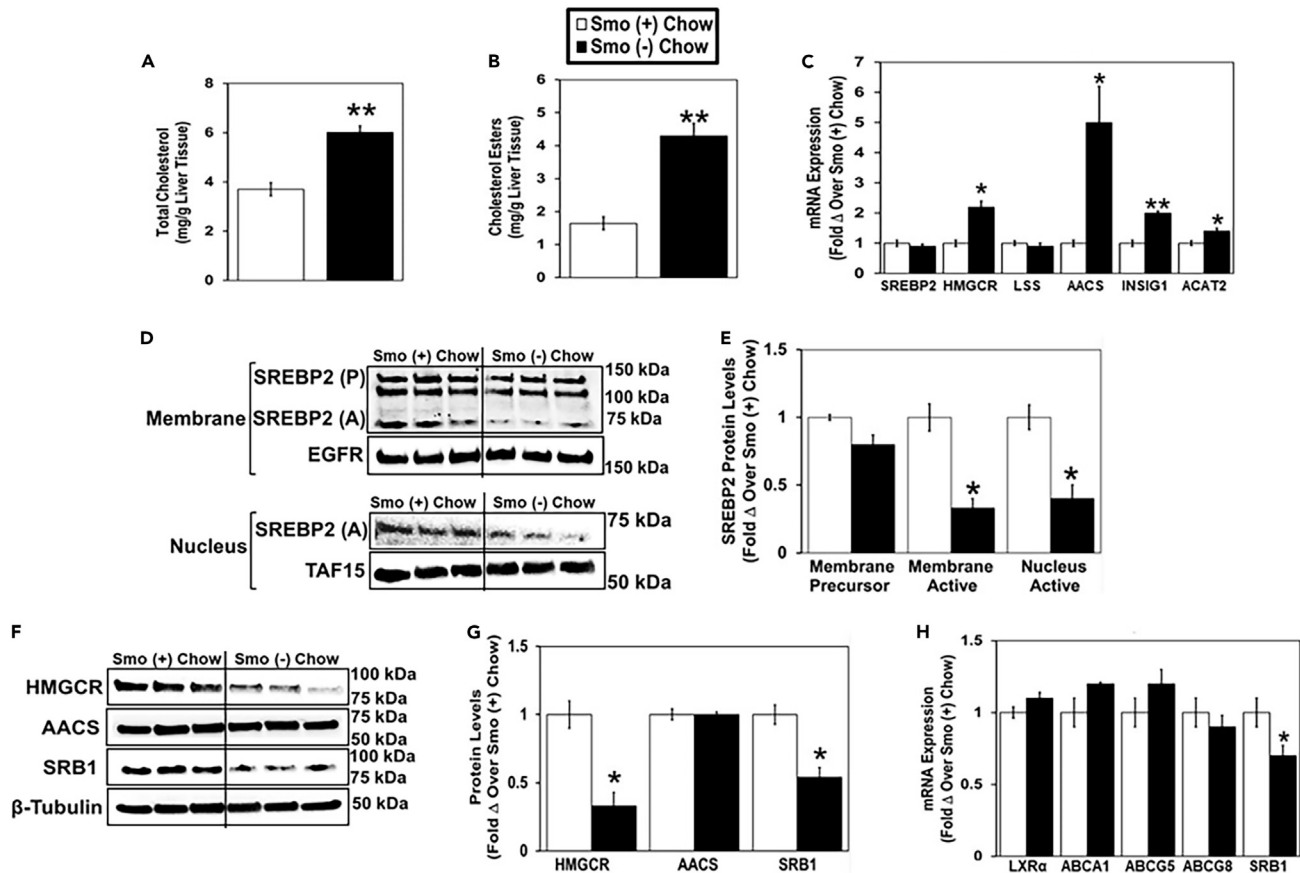 Smo (+) Chow
Smo (-) Chow
A
Total Cholesterol
(mg/g Liver Tissue)
8
6
4
2
0
**
B
Cholesterol Esters
(mg/g Liver Tissue)
6
5
4
3
2
1
0
**
C
mRNA Expression
(Fold Δ Over Smo (+) Chow)
7
6
5
4
3
2
1
0
*
*
**
*
SREBP2 HMGCR LSS AACS INSIG1 ACAT2
D
Smo (+) Chow Smo (-) Chow
Membrane
SREBP2 (P)
SREBP2 (A)
EGFR
150 kDa
100 kDa
75 kDa
150 kDa
Smo (+) Chow Smo (-) Chow
Nucleus
SREBP2 (A)
TAF15
75 kDa
50 kDa
E
SREBP2 Protein Levels
(Fold Δ Over Smo (+) Chow)
1.5
1
0.5
0
*
*
Membrane Precursor
Membrane Active
Nucleus Active
F
Smo (+) Chow Smo (-) Chow
HMGCR
100 kDa
75 kDa
AACS
75 kDa
50 kDa
SRB1
100 kDa
75 kDa
β-Tubulin
50 kDa
G
Protein Levels
(Fold Δ Over Smo (+) Chow)
1.5
1
0.5
0
*
*
HMGCR AACS SRB1
H
mRNA Expression
(Fold Δ Over Smo (+) Chow)
1.5
1
0.5
0
*
LXRα ABCA1 ABCG5 ABCG8 SRB1